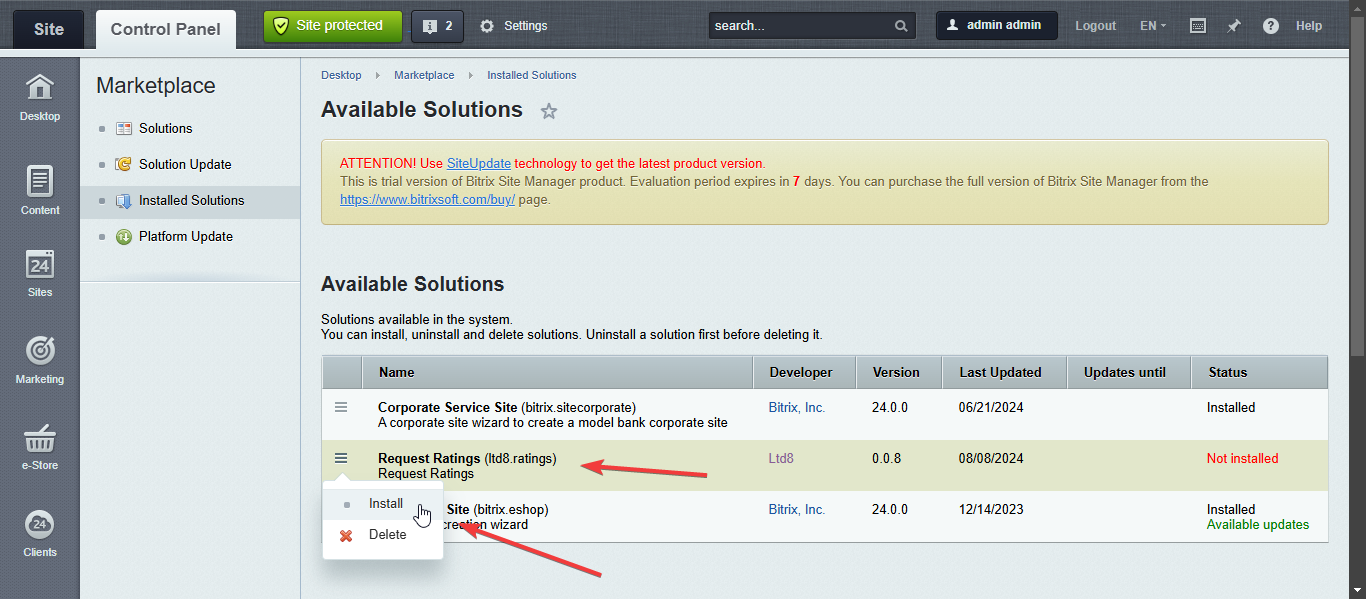 Site
Control Panel
Site protected
2
Settings
search...
admin admin
Logout
EN
Help
Desktop
Content
24
Sites
Marketing
e-Store
24
Clients
Marketplace
Solutions
Solution Update
Installed Solutions
Platform Update
Desktop Marketplace Installed Solutions
Available Solutions
ATTENTION! Use SiteUpdate technology to get the latest product version.
This is trial version of Bitrix Site Manager product. Evaluation period expires in 7 days. You can purchase the full version of Bitrix Site Manager from the
https://www.bitrixsoft.com/buy/ page.
Available Solutions
Solutions available in the system.
You can install, uninstall and delete solutions. Uninstall a solution first before deleting it.
Name Developer Version Last Updated Updates until Status
Corporate Service Site (bitrix.sitecorporate) Bitrix, Inc. 24.0.0 06/21/2024 Installed
A corporate site wizard to create a model bank corporate site
Request Ratings (ltd8.ratings) Ltd8 0.0.8 08/08/2024 Not installed
Request Ratings
Install
Delete
Site (bitrix.eshop) Bitrix, Inc. 24.0.0 12/14/2023 Installed
creation wizard Available updates